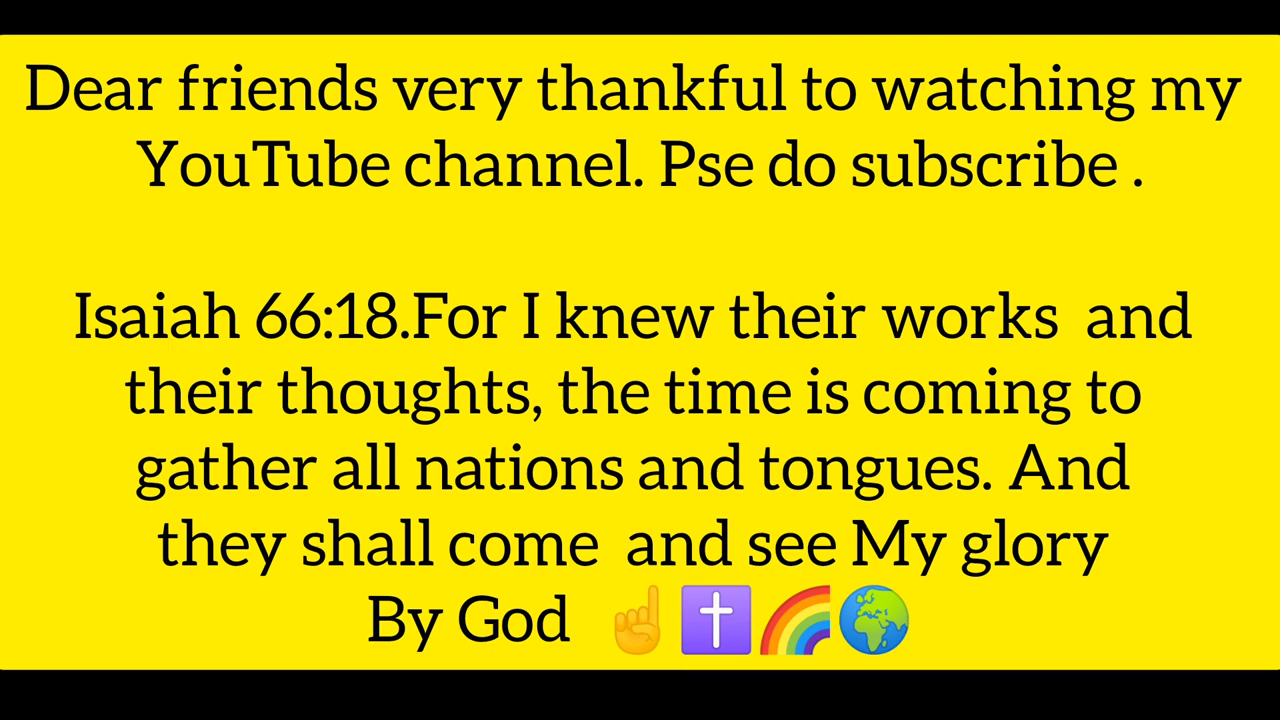 Dear friends very thankful to watching my
YouTube channel. Pse do subscribe .
Isaiah 66:18.For I knew their works  and
their thoughts, the time is coming to
gather all nations and tongues. And
they shall come  and see My glory
By God ☝️✝️🌈🌍